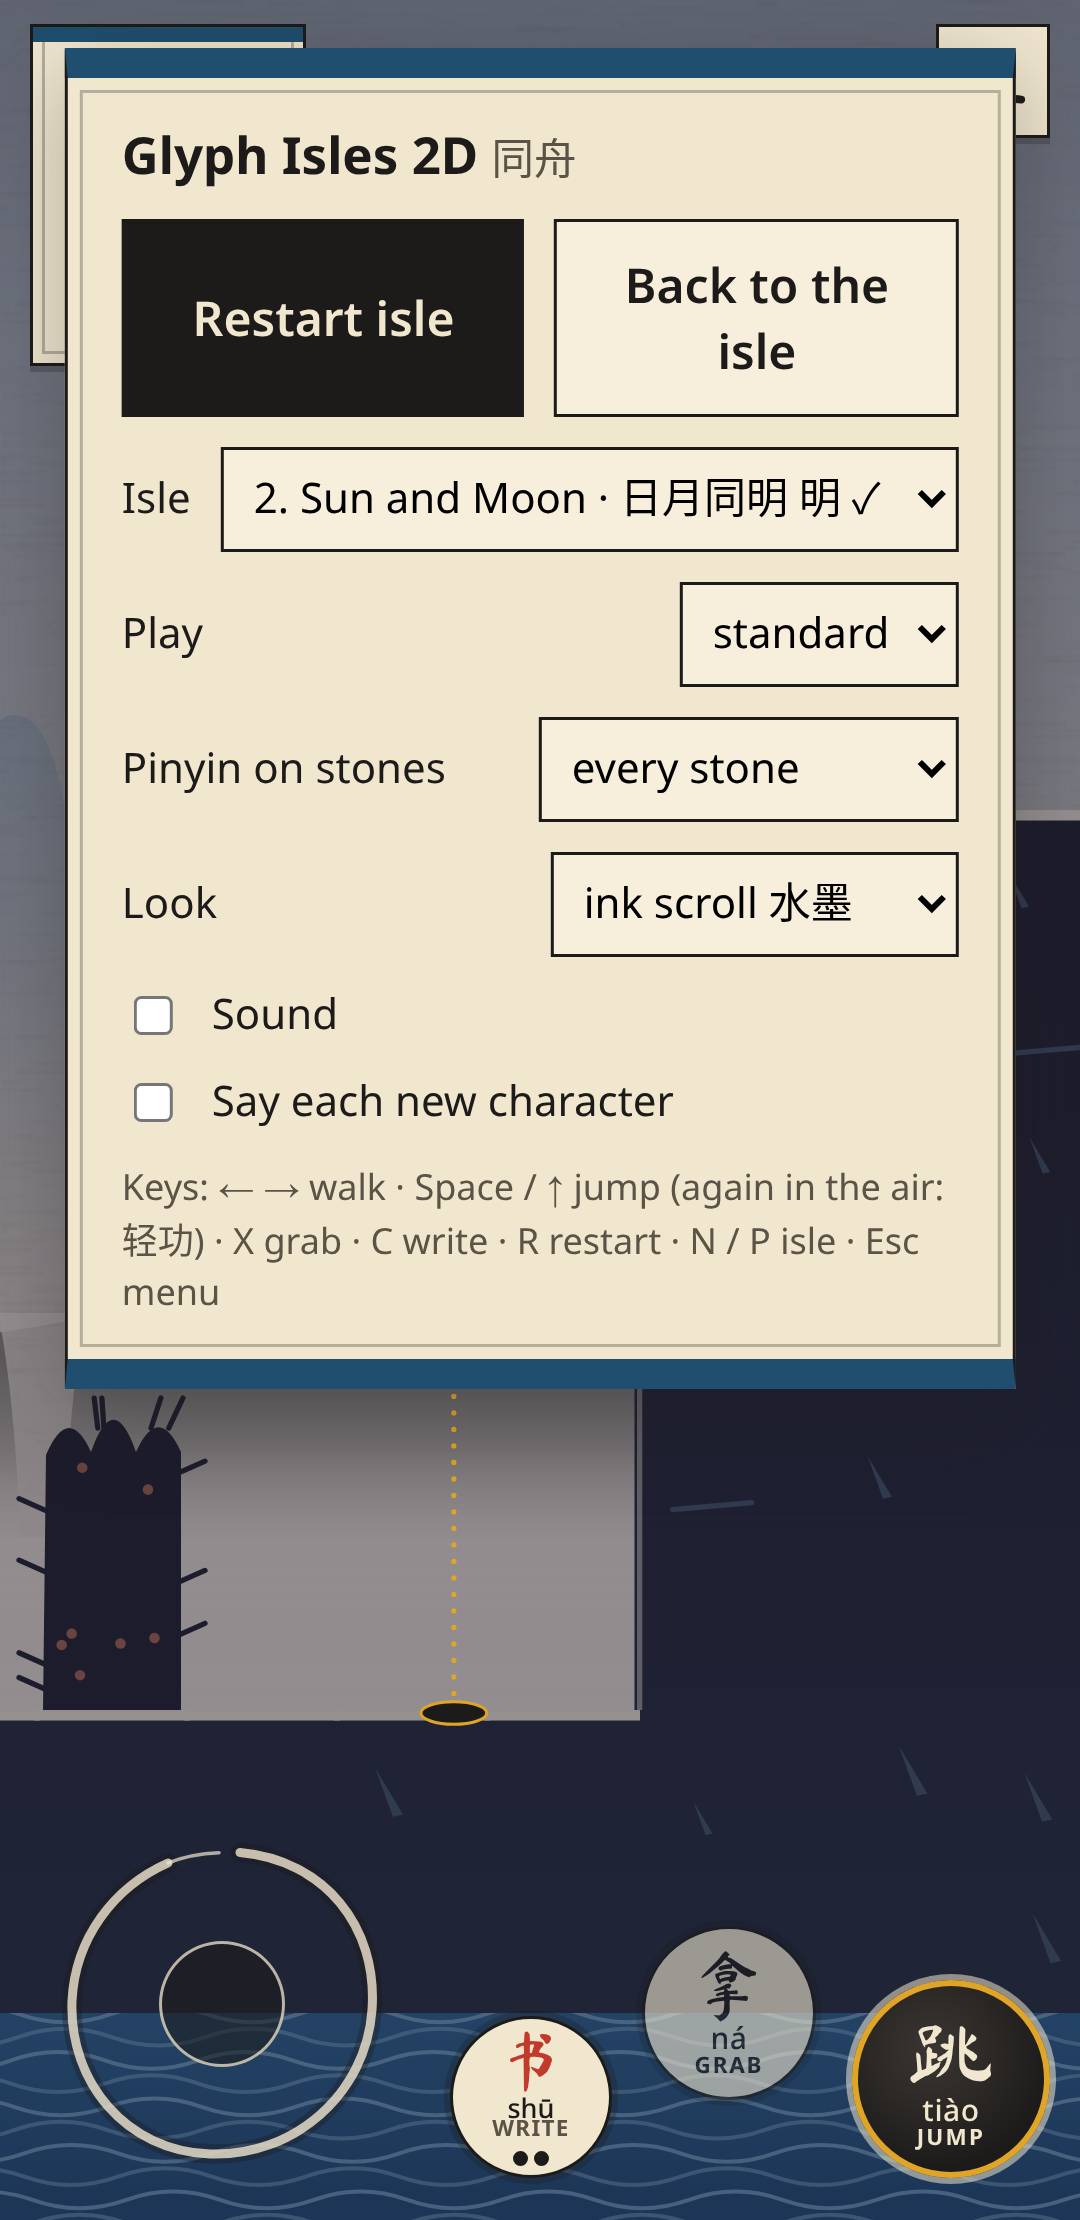 Glyph Isles 2D 同舟
Restart isle
Back to the
isle
Isle
2. Sun and Moon · 日月同明 明 ✓
Play
standard
Pinyin on stones
every stone
Look
ink scroll 水墨
Sound
Say each new character
Keys: ← → walk · Space / ↑ jump (again in the air:
轻功) · X grab · C write · R restart · N / P isle · Esc
menu
拿
ná
GRAB
书
shū
WRITE
跳
tiào
JUMP